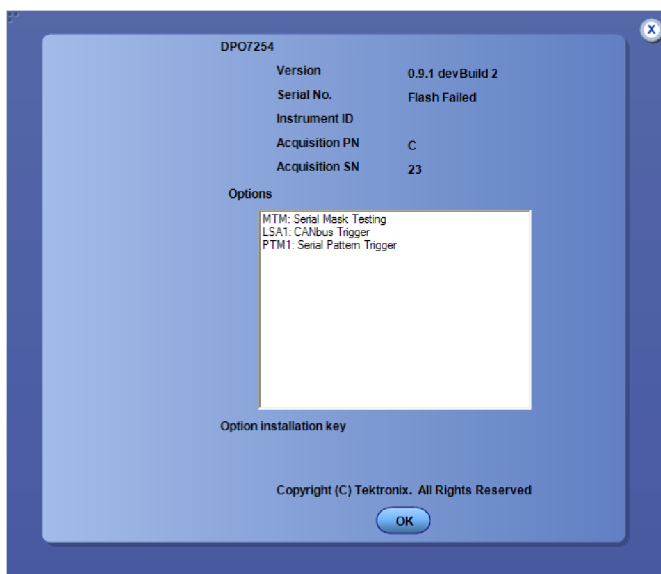 DPO7254
Version 0.9.1 devBuild 2
Serial No. Flash Failed
Instrument ID
Acquisition PN C
Acquisition SN 23
Options
MTM: Serial Mask Testing
LSA1: CANbus Trigger
PTM1: Serial Pattern Trigger
Option installation key
Copyright (C) Tektronix. All Rights Reserved
OK